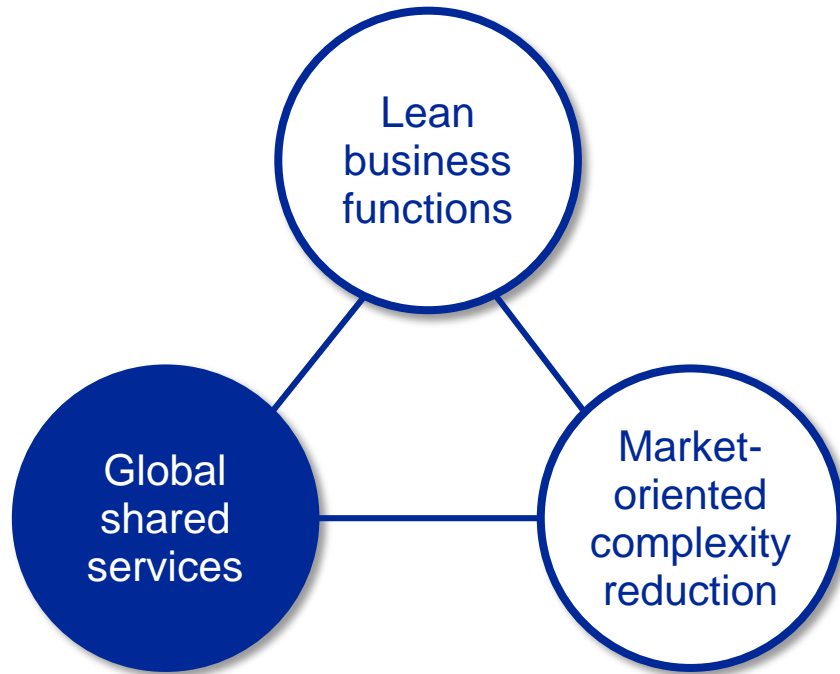 Lean
business
functions
Global
shared
services
Market-
oriented
complexity
reduction